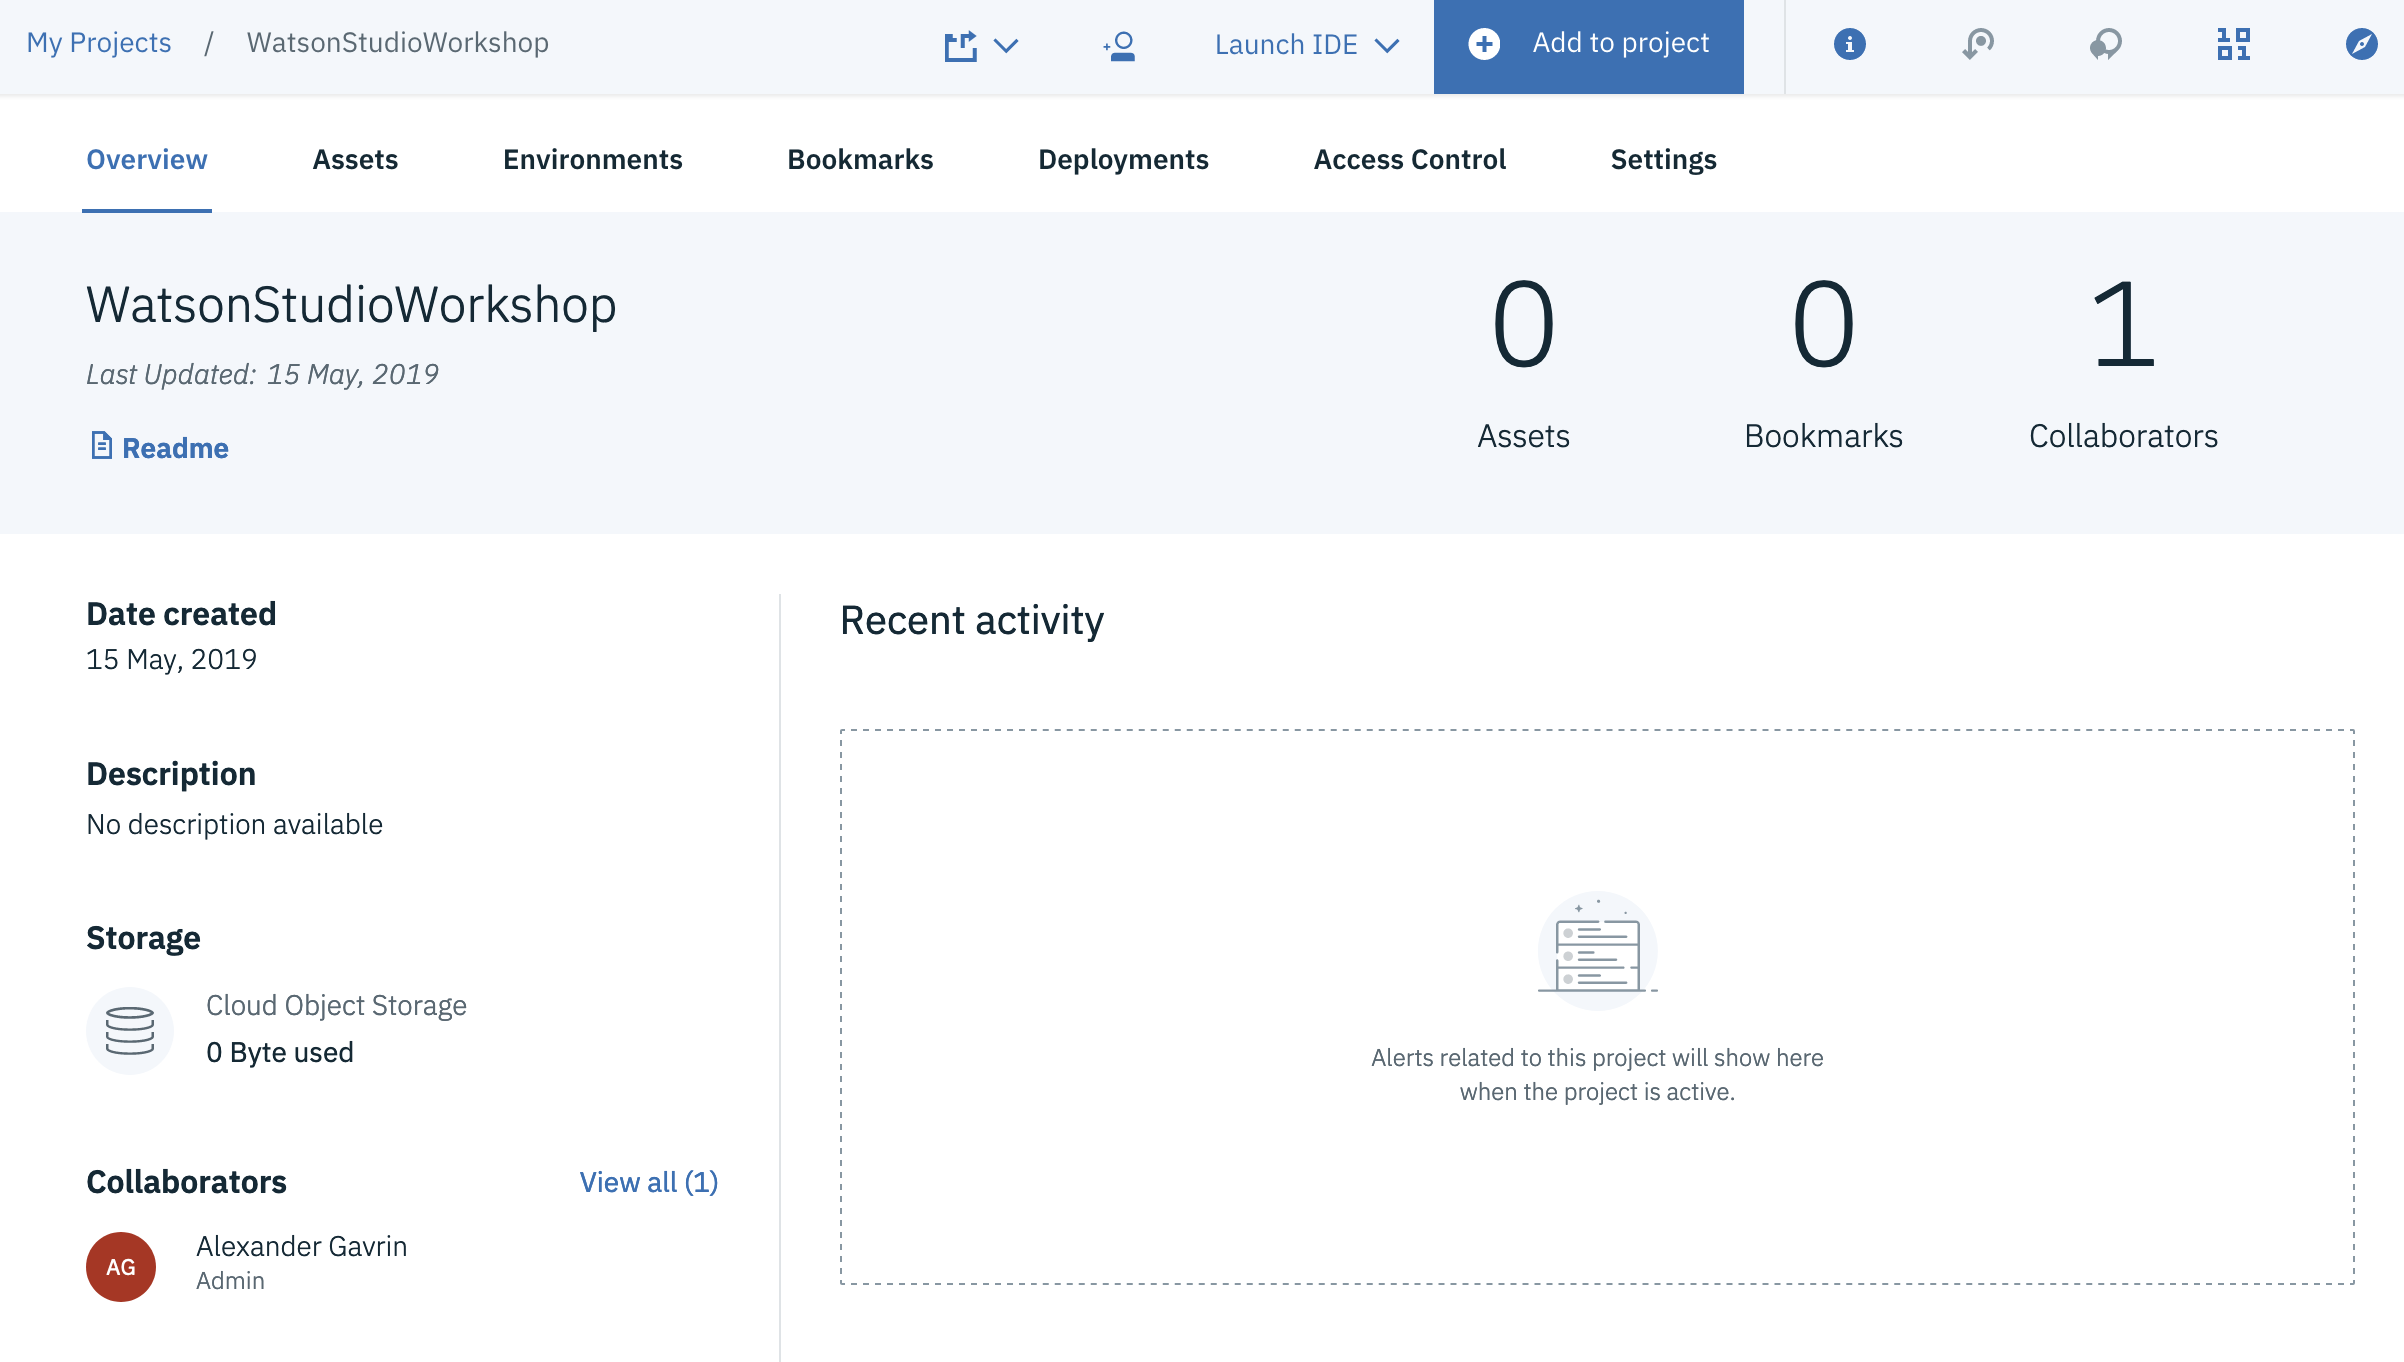 My Projects / WatsonStudioWorkshop
Launch IDE
Add to project
Overview Assets Environments Bookmarks Deployments Access Control Settings
WatsonStudioWorkshop
Last Updated: 15 May, 2019
Readme
0 Assets
0 Bookmarks
1 Collaborators
Date created
15 May, 2019
Description
No description available
Storage
Cloud Object Storage
0 Byte used
Collaborators View all (1)
AG
Alexander Gavrin
Admin
Recent activity
Alerts related to this project will show here
when the project is active.